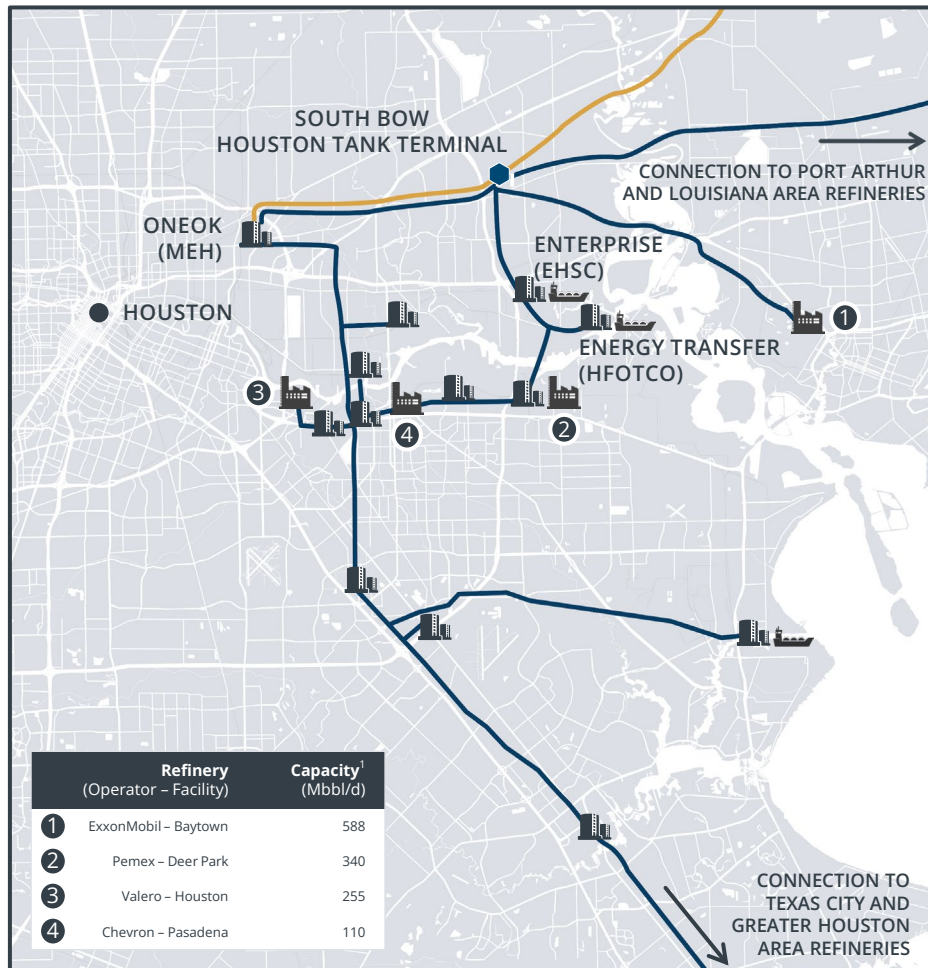 SOUTH BOW
HOUSTON TANK TERMINAL
CONNECTION TO PORT ARTHUR
AND LOUISIANA AREA REFINERIES
ONEOK
(MEH)
ENTERPRISE
(EHSC)
HOUSTON
1
ENERGY TRANSFER
(HFOTCO)
3
4
2
Refinery
(Operator – Facility)
Capacity1
(Mbbl/d)
1 ExxonMobil – Baytown 588
2 Pemex – Deer Park 340
3 Valero – Houston 255
4 Chevron – Pasadena 110
CONNECTION TO
TEXAS CITY AND
GREATER HOUSTON
AREA REFINERIES